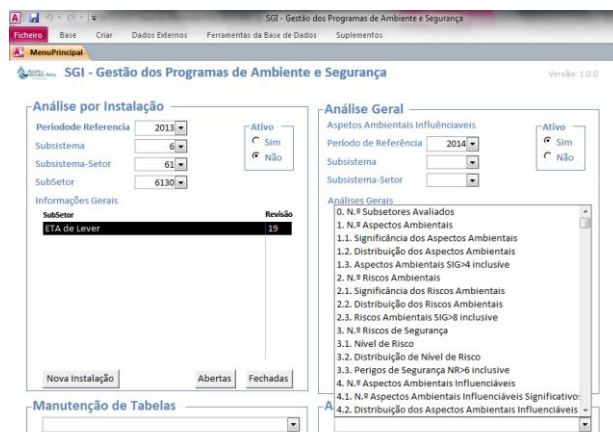 SGI - Gestão dos Programas de Ambiente e Segurança
Ficheiro Base Criar Dados Externos Ferramentas da Base de Dados Suplementos
MenuPrincipal
SGI - Gestão dos Programas de Ambiente e Segurança
Versão: 1.0.0
Análise por Instalação
Periodode Referencia 2013
Ativo
Sim
Não
Subsistema 6
Subsistema-Setor 61
SubSetor 6130
Informações Gerais
SubSetor Revisão
ETA de Lever 19
Nova Instalação Abertas Fechadas
Manutenção de Tabelas
Análise Geral
Aspetos Ambientais Influênciaveis
Período de Referência 2014
Ativo
Sim
Não
Subsistema
Subsistema-Setor
Análises Gerais
0. N.º Subsetores Avaliados
1. N.º Aspectos Ambientais
1.1. Significância dos Aspectos Ambientais
1.2. Distribuição dos Aspectos Ambientais
1.3. Aspectos Ambientais SIG>4 inclusíve
2. N.º Riscos Ambientais
2.1. Significância dos Riscos Ambientais
2.2. Distribuição dos Riscos Ambientais
2.3. Riscos Ambientais SIG>8 inclusive
3. N.º Riscos de Segurança
3.1. Nível de Risco
3.2. Distribuição de Nível de Risco
3.3. Perigos de Segurança NR>6 inclusive
4. N.º Aspectos Ambientais Influenciáveis
4.1. N.º Aspectos Ambientais Influenciáveis Significativo
4.2. Distribuição dos Aspectos Ambientais Influenciáveis
A